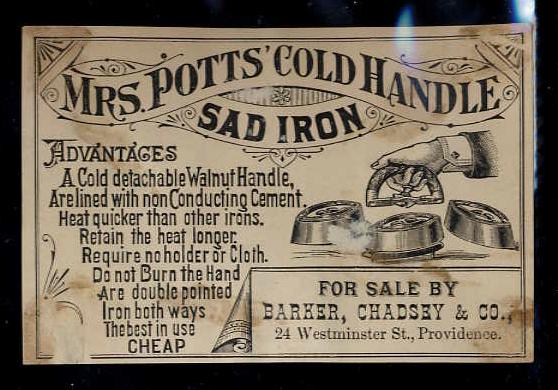 MRS. POTTS' COLD HANDLE
SAD IRON
ADVANTAGES
A Cold detachable Walnut Handle,
Are lined with non Conducting Cement.
Heat quicker than other irons.
Retain the heat longer.
Require no holder or Cloth.
Do not Burn the Hand
Are double pointed
Iron both ways
The best in use
CHEAP
FOR SALE BY
BARKER, CHADSEY & CO.,
24 Westminster St., Providence.